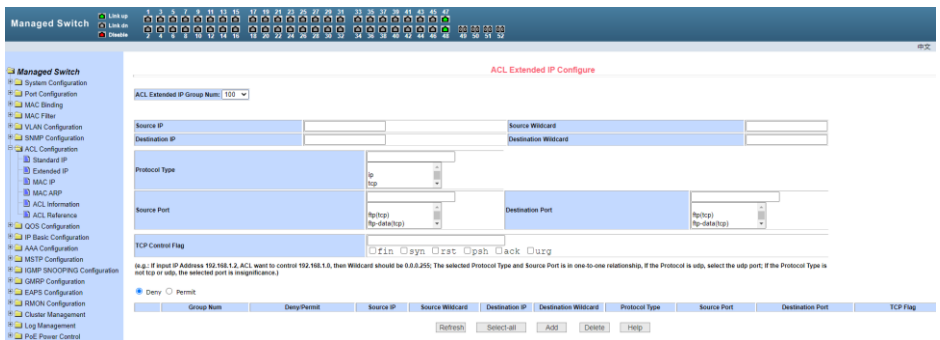 Managed Switch
Link up
Link dn
Disable
1 3 5 7 9 11 13 15 17 19 21 23 25 27 29 31 33 35 37 39 41 43 45 47
2 4 6 8 10 12 14 16 18 20 22 24 26 28 30 32 34 36 38 40 42 44 46 48 49 50 51 52
中文
Managed Switch
System Configuration
Port Configuration
MAC Binding
MAC Filter
VLAN Configuration
SNMP Configuration
ACL Configuration
Standard IP
Extended IP
MAC IP
MAC ARP
ACL Information
ACL Reference
QOS Configuration
IP Basic Configuration
AAA Configuration
MSTP Configuration
IGMP SNOOPING Configuration
GMRP Configuration
EAPS Configuration
RMON Configuration
Cluster Management
Log Management
PoE Power Control
ACL Extended IP Configure
ACL Extended IP Group Num: 100
Source IP Source Wildcard
Destination IP Destination Wildcard
Protocol Type
ip
tcp
Source Port
ftp(tcp)
ftp-data(tcp)
Destination Port
ftp(tcp)
ftp-data(tcp)
TCP Control Flag
fin syn rst psh ack urg
(e.g.: If input IP Address 192.168.1.2, ACL want to control 192.168.1.0, then Wildcard should be 0.0.0.255; The selected Protocol Type and Source Port is in one-to-one relationship, If the Protocol is udp, select the udp port; If the Protocol Type is
not tcp or udp, the selected port is insignificance.)
Deny Permit
Group Num Deny/Permit Source IP Source Wildcard Destination IP Destination Wildcard Protocol Type Source Port Destination Port TCP Flag
Refresh Select-all Add Delete Help